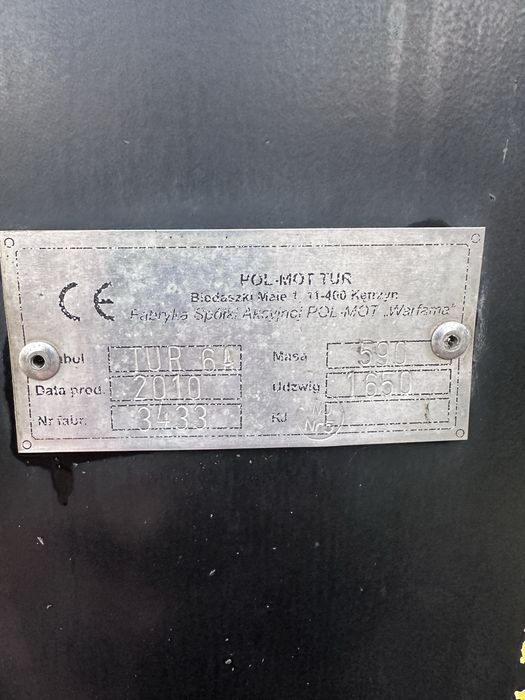 CE
POL-MOT TUR
Biedaszki Małe 1, 11-400 Kętrzyn
Fabryka Spółki Akcyjnej POL-MOT „Warfama"
TUR 6A Masa 590
Data prod. 2010 Udźwig 1650
Nr fabr. 3433 KJ